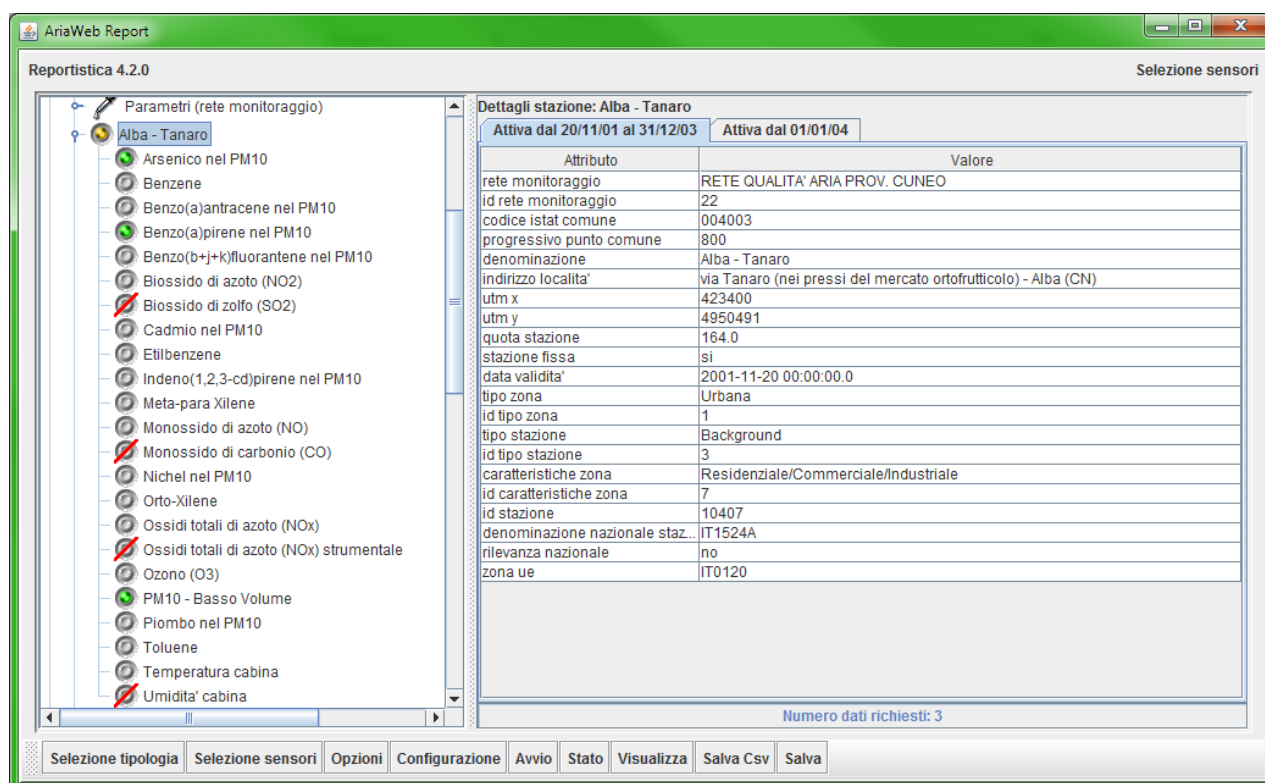 AriaWeb Report
Reportistica 4.2.0
Selezione sensori
Parametri (rete monitoraggio)
Alba - Tanaro
Arsenico nel PM10
Benzene
Benzo(a)antracene nel PM10
Benzo(a)pirene nel PM10
Benzo(b+j+k)fluorantene nel PM10
Biossido di azoto (NO2)
Biossido di zolfo (SO2)
Cadmio nel PM10
Etilbenzene
Indeno(1,2,3-cd)pirene nel PM10
Meta-para Xilene
Monossido di azoto (NO)
Monossido di carbonio (CO)
Nichel nel PM10
Orto-Xilene
Ossidi totali di azoto (NOx)
Ossidi totali di azoto (NOx) strumentale
Ozono (O3)
PM10 - Basso Volume
Piombo nel PM10
Toluene
Temperatura cabina
Umidita' cabina
Dettagli stazione: Alba - Tanaro
Attiva dal 20/11/01 al 31/12/03 Attiva dal 01/01/04
Attributo Valore
rete monitoraggio RETE QUALITA' ARIA PROV. CUNEO
id rete monitoraggio 22
codice istat comune 004003
progressivo punto comune 800
denominazione Alba - Tanaro
indirizzo localita' via Tanaro (nei pressi del mercato ortofrutticolo) - Alba (CN)
utm x 423400
utm y 4950491
quota stazione 164.0
stazione fissa si
data validita' 2001-11-20 00:00:00.0
tipo zona Urbana
id tipo zona 1
tipo stazione Background
id tipo stazione 3
caratteristiche zona Residenziale/Commerciale/Industriale
id caratteristiche zona 7
id stazione 10407
denominazione nazionale staz... IT1524A
rilevanza nazionale no
zona ue IT0120
Numero dati richiesti: 3
Selezione tipologia Selezione sensori Opzioni Configurazione Avvio Stato Visualizza Salva Csv Salva